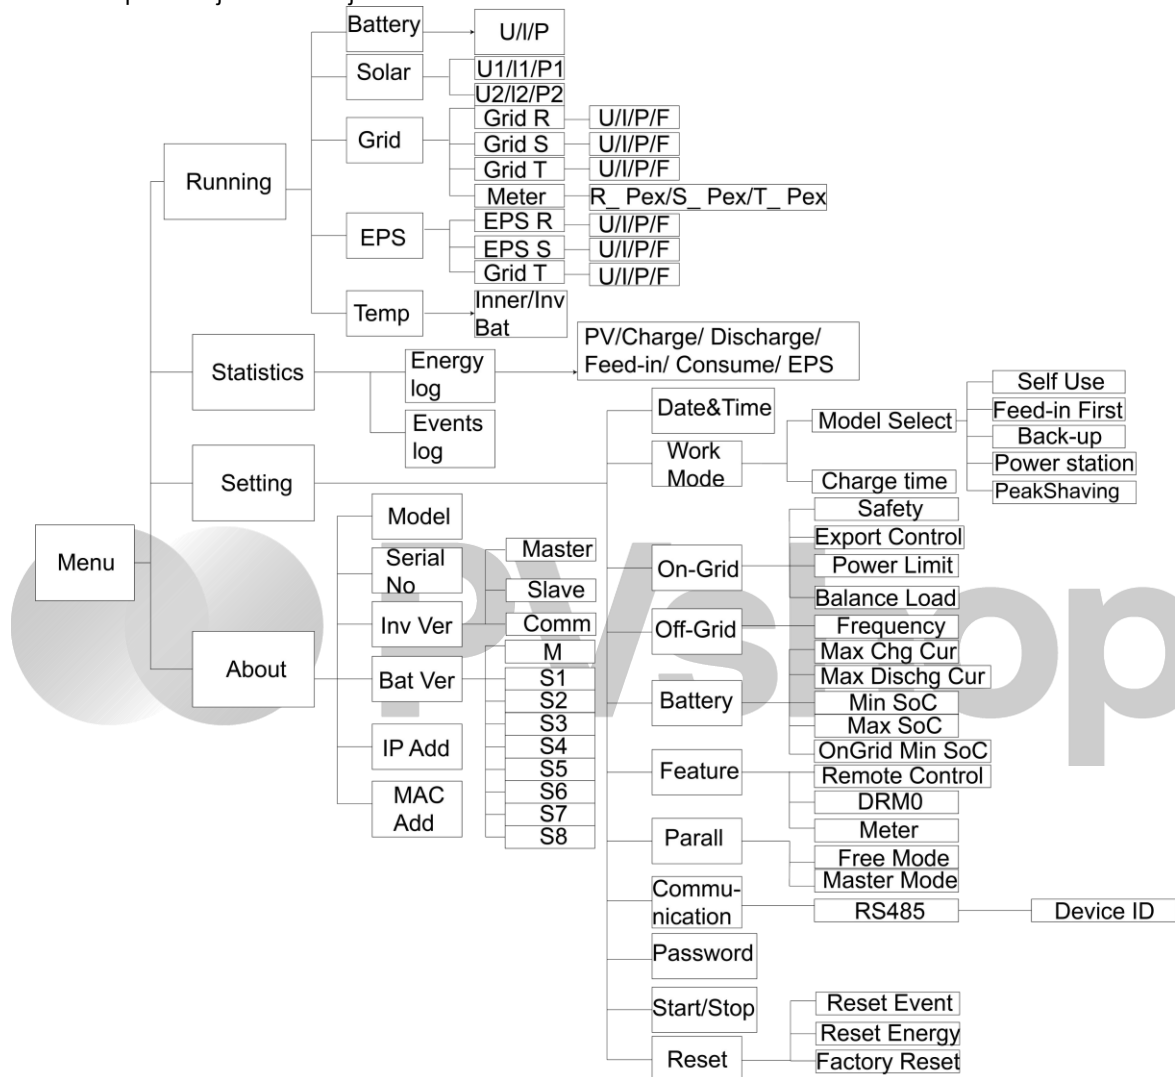 Battery
U/I/P
Solar
U1/I1/P1
U2/I2/P2
Grid
Grid R
U/I/P/F
Grid S
U/I/P/F
Grid T
U/I/P/F
Meter
R_ Pex/S_ Pex/T_ Pex
Running
EPS
EPS R
U/I/P/F
EPS S
U/I/P/F
Grid T
U/I/P/F
Temp
Inner/Inv
Bat
Statistics
Energy
log
PV/Charge/ Discharge/
Feed-in/ Consume/ EPS
Events
log
Setting
Date&Time
Work
Mode
Model Select
Self Use
Feed-in First
Back-up
Power station
PeakShaving
Charge time
On-Grid
Safety
Export Control
Power Limit
Balance Load
Off-Grid
Frequency
Battery
Max Chg Cur
Max Dischg Cur
Min SoC
Max SoC
OnGrid Min SoC
Feature
Remote Control
DRM0
Meter
Parall
Free Mode
Master Mode
Commu-
nication
RS485
Device ID
Password
Start/Stop
Reset
Reset Event
Reset Energy
Factory Reset
Menu
About
Model
Serial
No
Inv Ver
Master
Slave
Comm
Bat Ver
M
S1
S2
S3
S4
S5
S6
S7
S8
IP Add
MAC
Add
PVshop